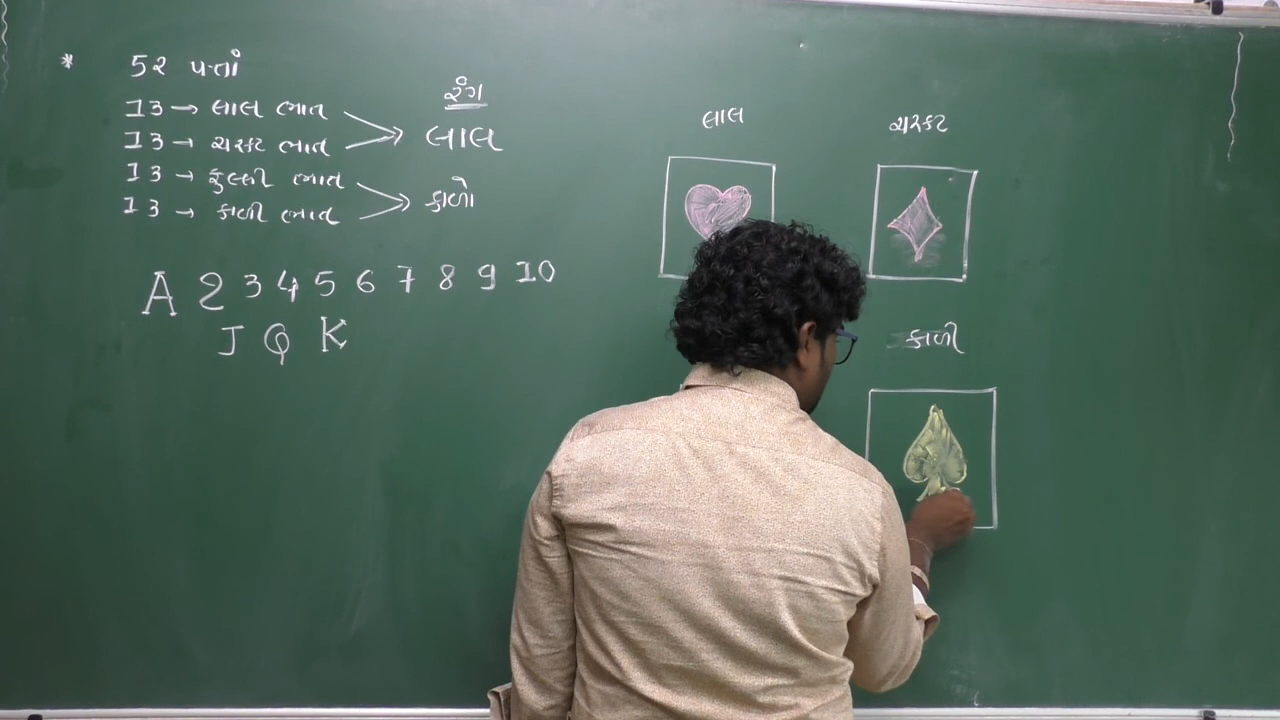 * 52 પત્તાં
13 → લાલ ભાત
13 → ચરકટ ભાત
13 → ફુલ્લી ભાત
13 → કાળી ભાત
રંગ
લાલ
કાળો
A 2 3 4 5 6 7 8 9 10
J Q K
લાલ
ચરકટ
કાળી